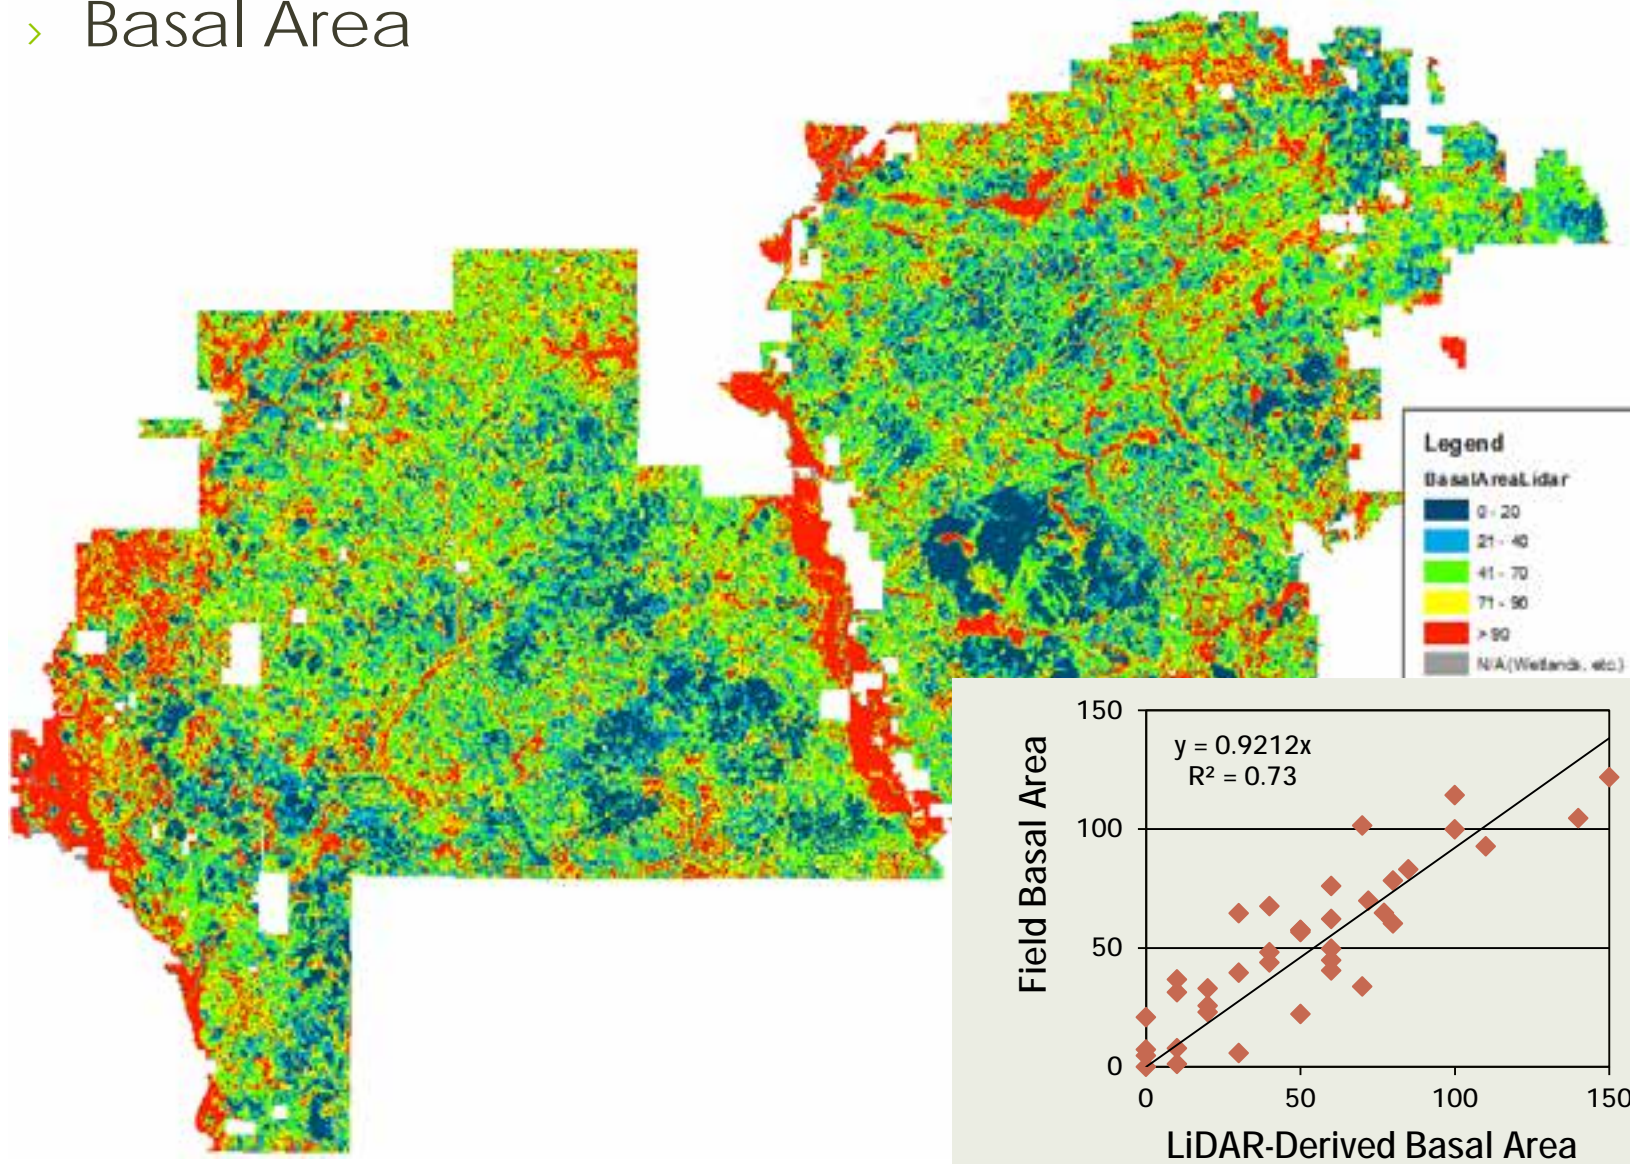 › Basal Area
Legend
BasalAreaLidar
0 - 20
21 - 40
41 - 70
71 - 90
> 90
N/A (Wetlands, etc.)
150
100
50
0
y = 0.9212x
R² = 0.73
Field Basal Area
0 50 100 150
LiDAR-Derived Basal Area